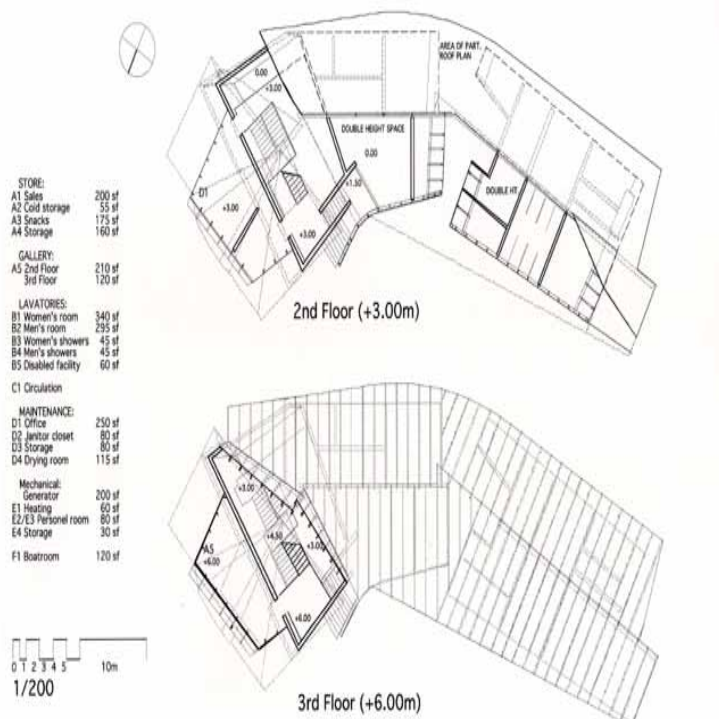 STORE:
A1 Sales 200 sf
A2 Cold storage 55 sf
A3 Snacks 175 sf
A4 Storage 160 sf
GALLERY:
A5 2nd Floor 210 sf
3rd Floor 120 sf
LAVATORIES:
B1 Women's room 340 sf
B2 Men's room 295 sf
B3 Women's showers 45 sf
B4 Men's showers 45 sf
B5 Disabled facility 60 sf
C1 Circulation
MAINTENANCE:
D1 Office 250 sf
D2 Janitor closet 80 sf
D3 Storage 80 sf
D4 Drying room 115 sf
Mechanical:
Generator 200 sf
E1 Heating 60 sf
E2/E3 Personel room 80 sf
E4 Storage 30 sf
F1 Boatroom 120 sf
0 1 2 3 4 5 10m
1/200
AREA OF PART.
ROOF PLAN
0.00
+3.00
DOUBLE HEIGHT SPACE
0.00
+1.50
DOUBLE HT.
D1
+3.00
+3.00
2nd Floor (+3.00m)
+3.00
+4.50
+3.00
A5
+6.00
+6.00
3rd Floor (+6.00m)